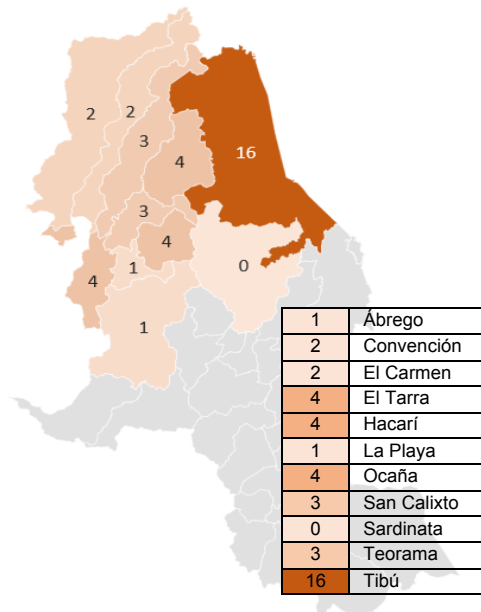 2
2
3
4
16
3
4
0
1
4
1
1 Ábrego
2 Convención
2 El Carmen
4 El Tarra
4 Hacarí
1 La Playa
4 Ocaña
3 San Calixto
0 Sardinata
3 Teorama
16 Tibú